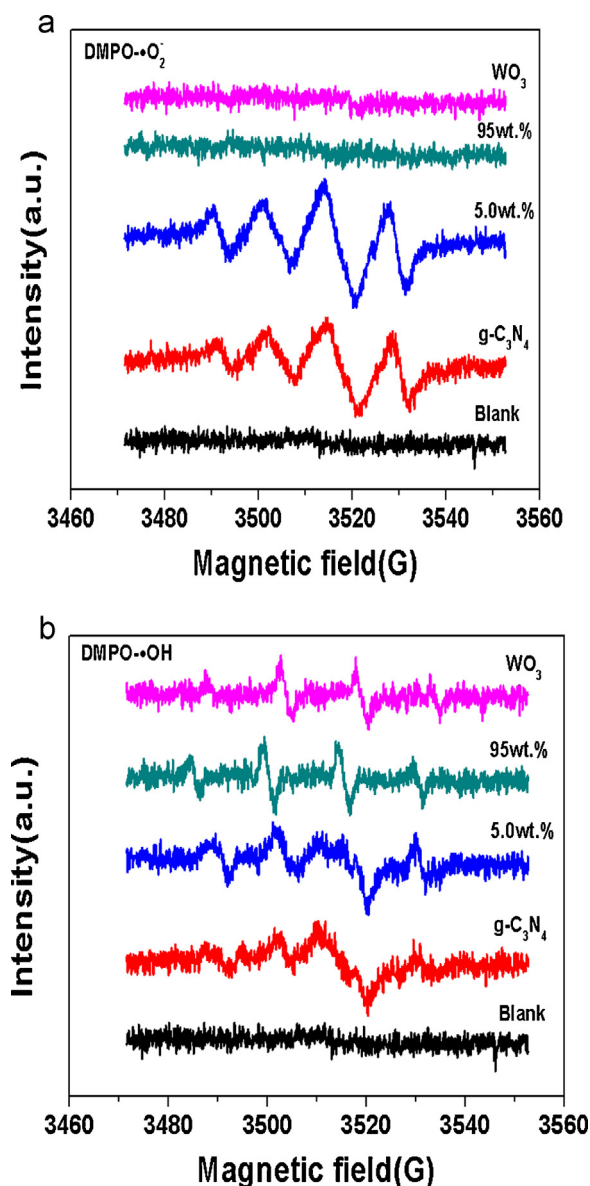 a
DMPO-•O₂⁻
WO₃
95wt.%
5.0wt.%
g-C₃N₄
Blank
Intensity(a.u.)
3460 3480 3500 3520 3540 3560
Magnetic field(G)
b
DMPO-•OH
WO₃
95wt.%
5.0wt.%
g-C₃N₄
Blank
Intensity(a.u.)
3460 3480 3500 3520 3540 3560
Magnetic field(G)